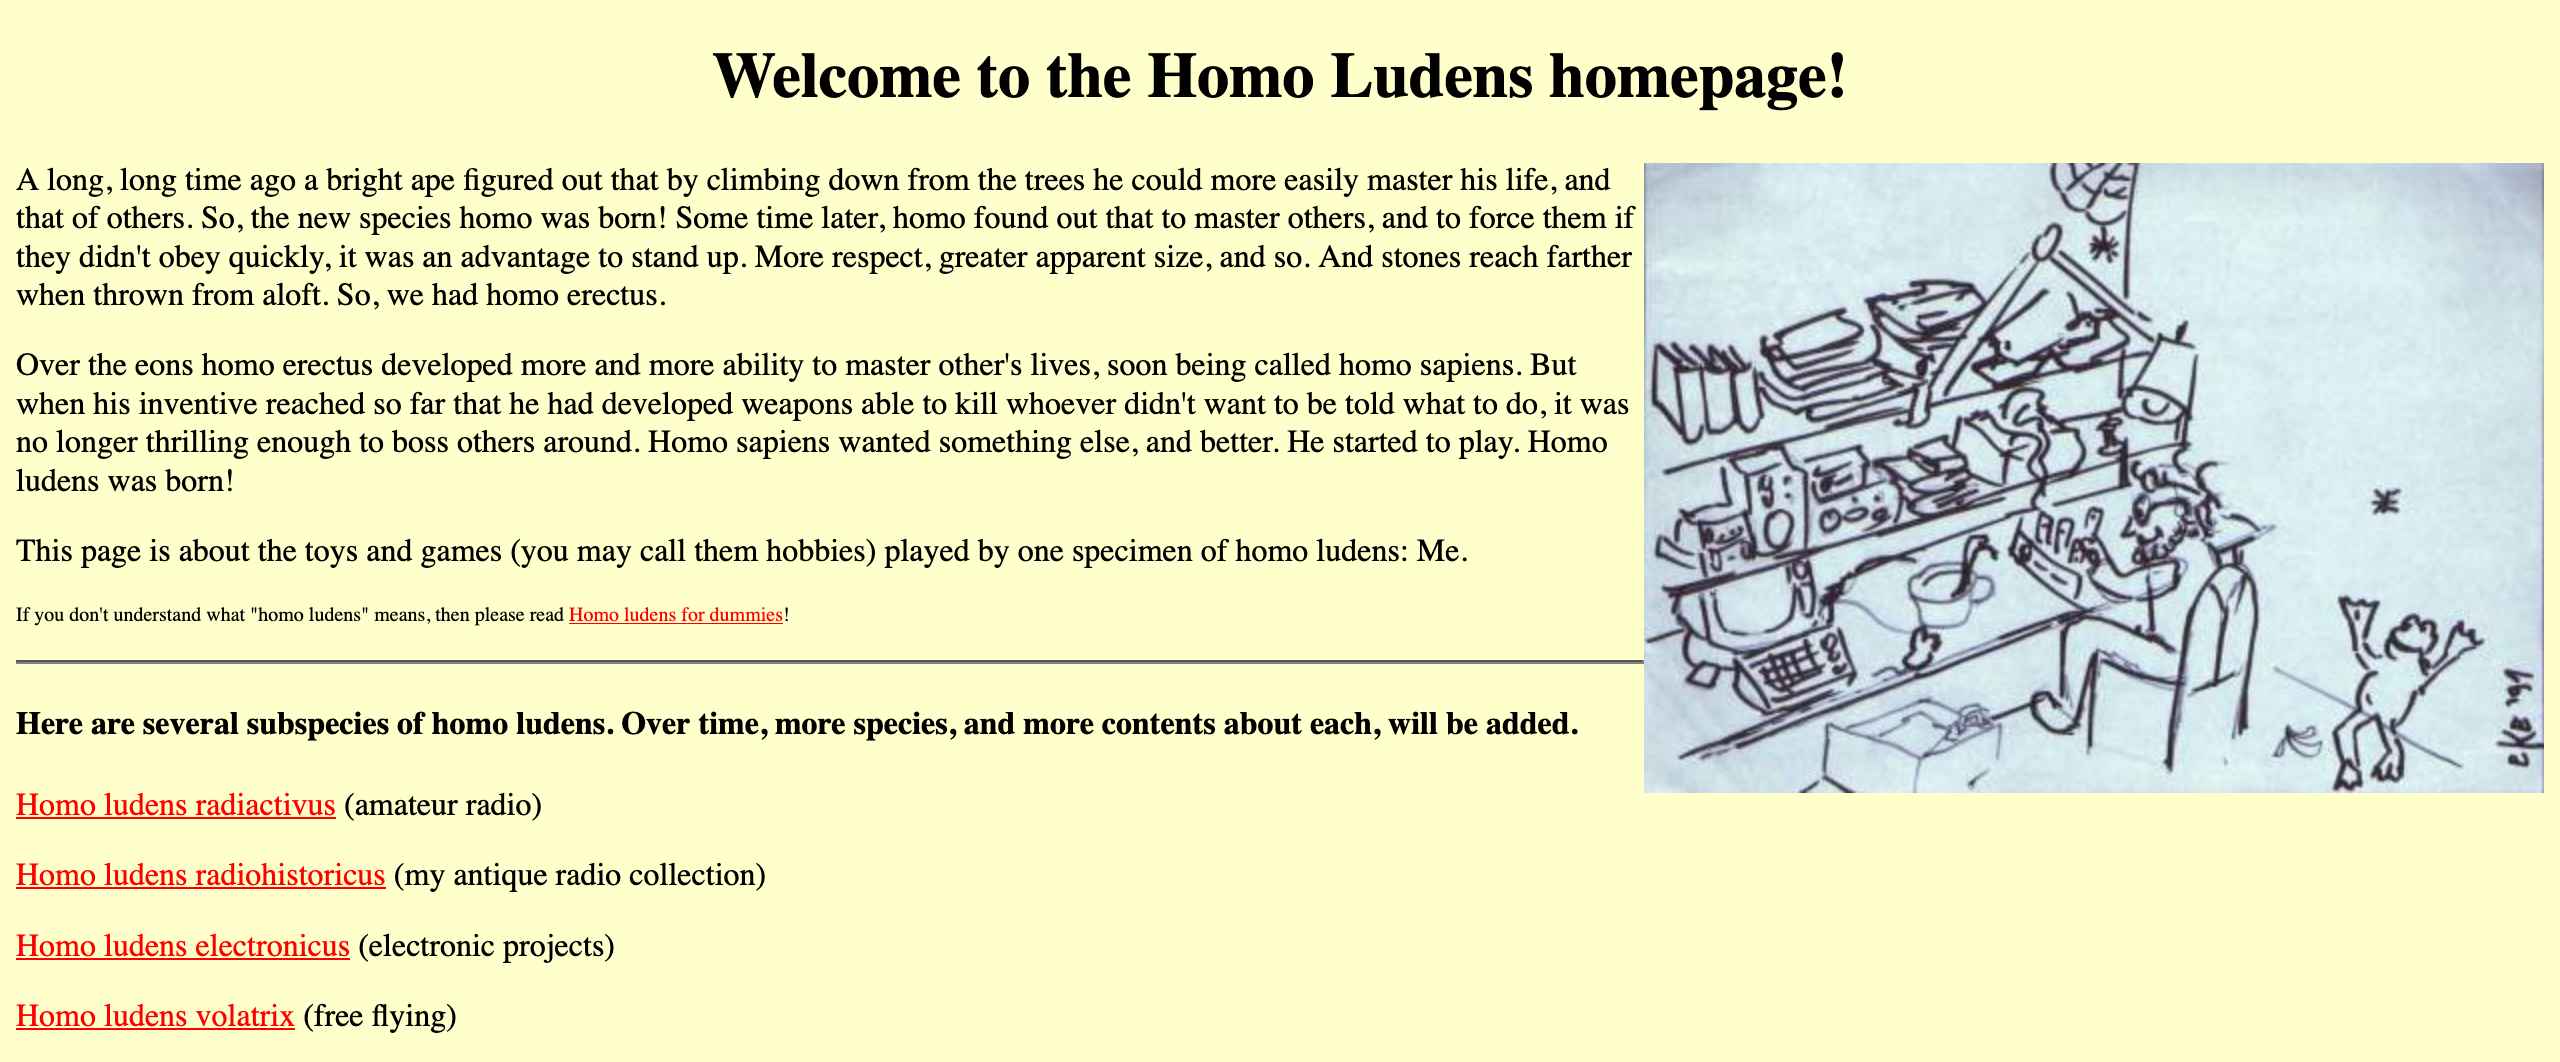 Welcome to the Homo Ludens homepage!
A long, long time ago a bright ape figured out that by climbing down from the trees he could more easily master his life, and
that of others. So, the new species homo was born! Some time later, homo found out that to master others, and to force them if
they didn't obey quickly, it was an advantage to stand up. More respect, greater apparent size, and so. And stones reach farther
when thrown from aloft. So, we had homo erectus.
Over the eons homo erectus developed more and more ability to master other's lives, soon being called homo sapiens. But
when his inventive reached so far that he had developed weapons able to kill whoever didn't want to be told what to do, it was
no longer thrilling enough to boss others around. Homo sapiens wanted something else, and better. He started to play. Homo
ludens was born!
This page is about the toys and games (you may call them hobbies) played by one specimen of homo ludens: Me.
If you don't understand what "homo ludens" means, then please read Homo ludens for dummies!
Here are several subspecies of homo ludens. Over time, more species, and more contents about each, will be added.
Homo ludens radiactivus (amateur radio)
Homo ludens radiohistoricus (my antique radio collection)
Homo ludens electronicus (electronic projects)
Homo ludens volatrix (free flying)